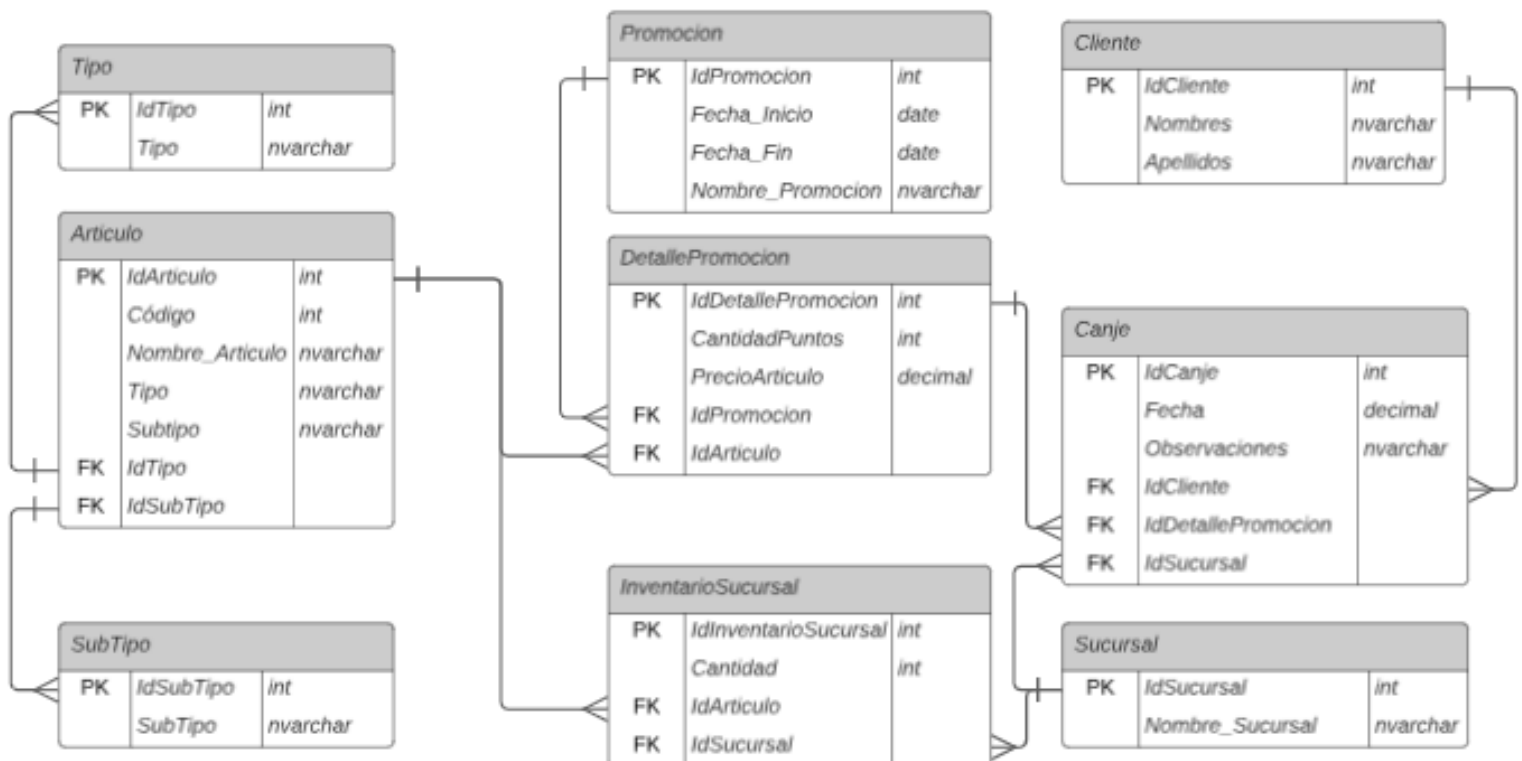 Tipo
PK IdTipo int
Tipo nvarchar
Articulo
PK IdArticulo int
Código int
Nombre_Articulo nvarchar
Tipo nvarchar
Subtipo nvarchar
FK IdTipo
FK IdSubTipo
SubTipo
PK IdSubTipo int
SubTipo nvarchar
Promocion
PK IdPromocion int
Fecha_Inicio date
Fecha_Fin date
Nombre_Promocion nvarchar
DetallePromocion
PK IdDetallePromocion int
CantidadPuntos int
PrecioArticulo decimal
FK IdPromocion
FK IdArticulo
InventarioSucursal
PK IdInventarioSucursal int
Cantidad int
FK IdArticulo
FK IdSucursal
Cliente
PK IdCliente int
Nombres nvarchar
Apellidos nvarchar
Canje
PK IdCanje int
Fecha decimal
Observaciones nvarchar
FK IdCliente
FK IdDetallePromocion
FK IdSucursal
Sucursal
PK IdSucursal int
Nombre_Sucursal nvarchar